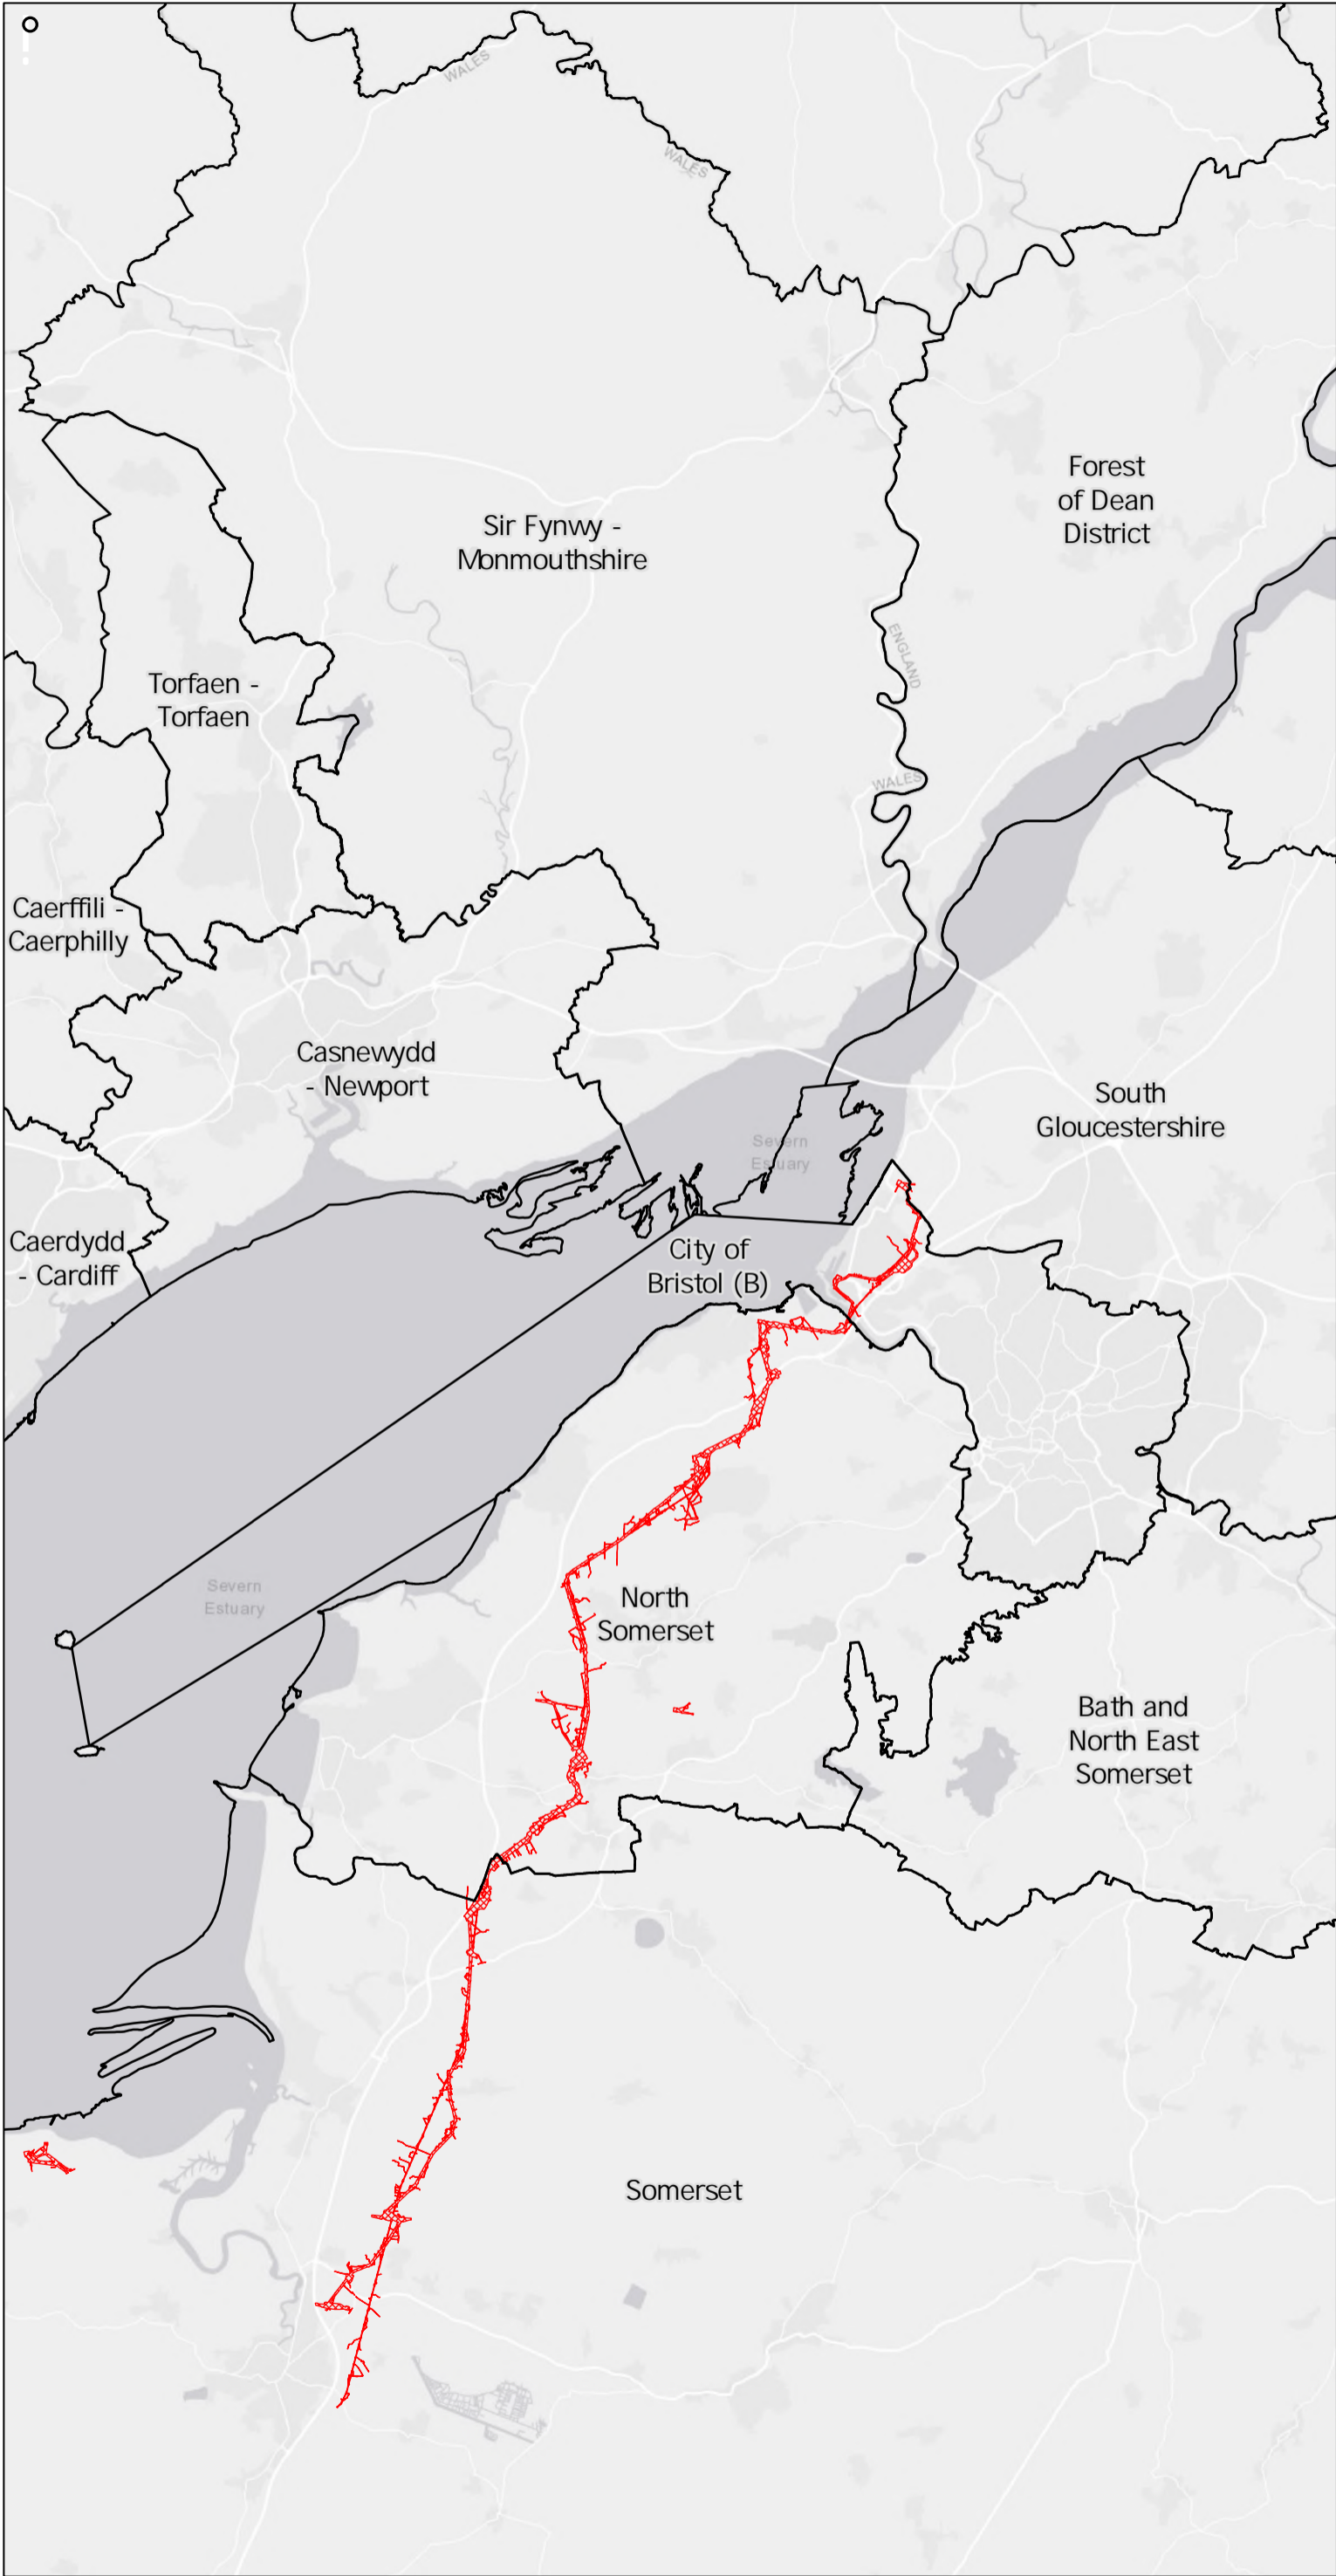 WALES
WALES
Forest
of Dean
District
Sir Fynwy -
Monmouthshire
ENGLAND
Torfaen -
Torfaen
WALES
Caerffili -
Caerphilly
Casnewydd
- Newport
South
Gloucestershire
Severn
Estuary
Caerdydd
- Cardiff
City of
Bristol (B)
Severn
Estuary
North
Somerset
Bath and
North East
Somerset
Somerset